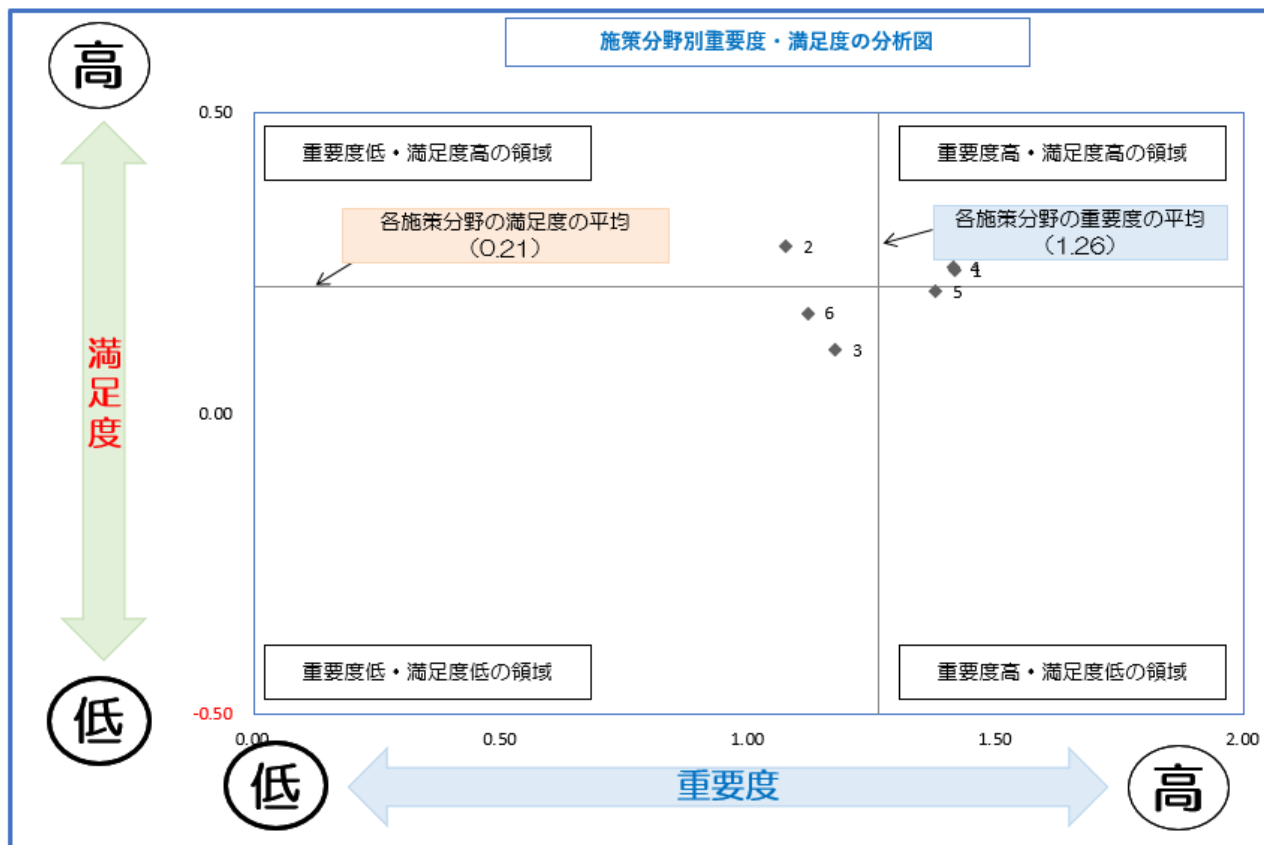 施策分野別重要度・満足度の分析図
高
0.50
重要度低・満足度高の領域
重要度高・満足度高の領域
各施策分野の満足度の平均
(0.21)
各施策分野の重要度の平均
(1.26)
2
4
5
6
3
満足度
0.00
重要度低・満足度低の領域
重要度高・満足度低の領域
低
-0.50
0.00
0.50
1.00
1.50
2.00
低
重要度
高